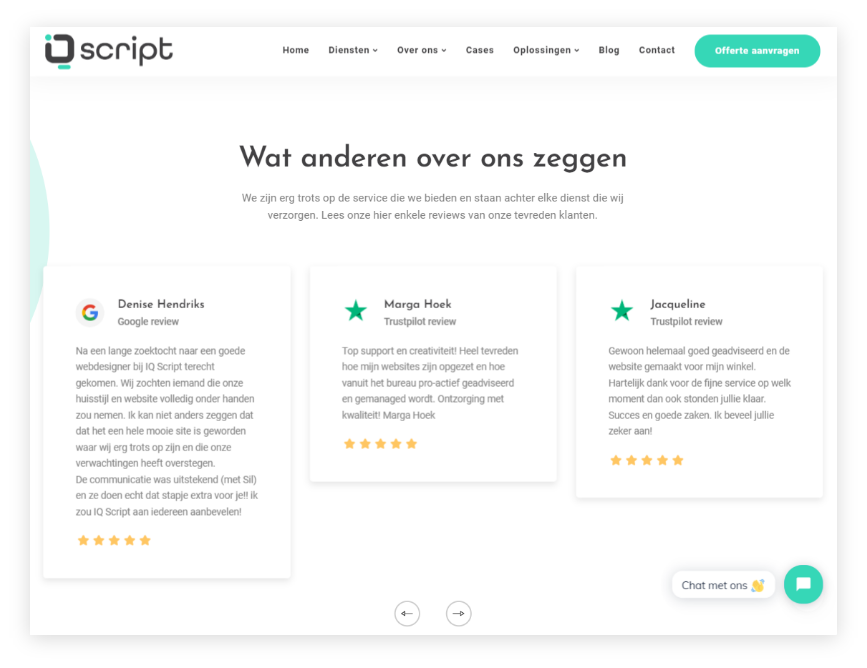 IQ script
Home Diensten Over ons Cases Oplossingen Blog Contact Offerte aanvragen
Wat anderen over ons zeggen
We zijn erg trots op de service die we bieden en staan achter elke dienst die wij
verzorgen. Lees onze hier enkele reviews van onze tevreden klanten.
Denise Hendriks
Google review
Na een lange zoektocht naar een goede
webdesigner bij IQ Script terecht
gekomen. Wij zochten iemand die onze
huisstijl en website volledig onder handen
zou nemen. Ik kan niet anders zeggen dat
dat het een hele mooie site is geworden
waar wij erg trots op zijn en die onze
verwachtingen heeft overstegen.
De communicatie was uitstekend (met Sil)
en ze doen echt dat stapje extra voor je!! ik
zou IQ Script aan iedereen aanbevelen!
Marga Hoek
Trustpilot review
Top support en creativiteit! Heel tevreden
hoe mijn websites zijn opgezet en hoe
vanuit het bureau pro-actief geadviseerd
en gemanaged wordt. Ontzorging met
kwaliteit! Marga Hoek
Jacqueline
Trustpilot review
Gewoon helemaal goed geadviseerd en de
website gemaakt voor mijn winkel.
Hartelijk dank voor de fijne service op welk
moment dan ook stonden jullie klaar.
Succes en goede zaken. Ik beveel jullie
zeker aan!
Chat met ons 👋